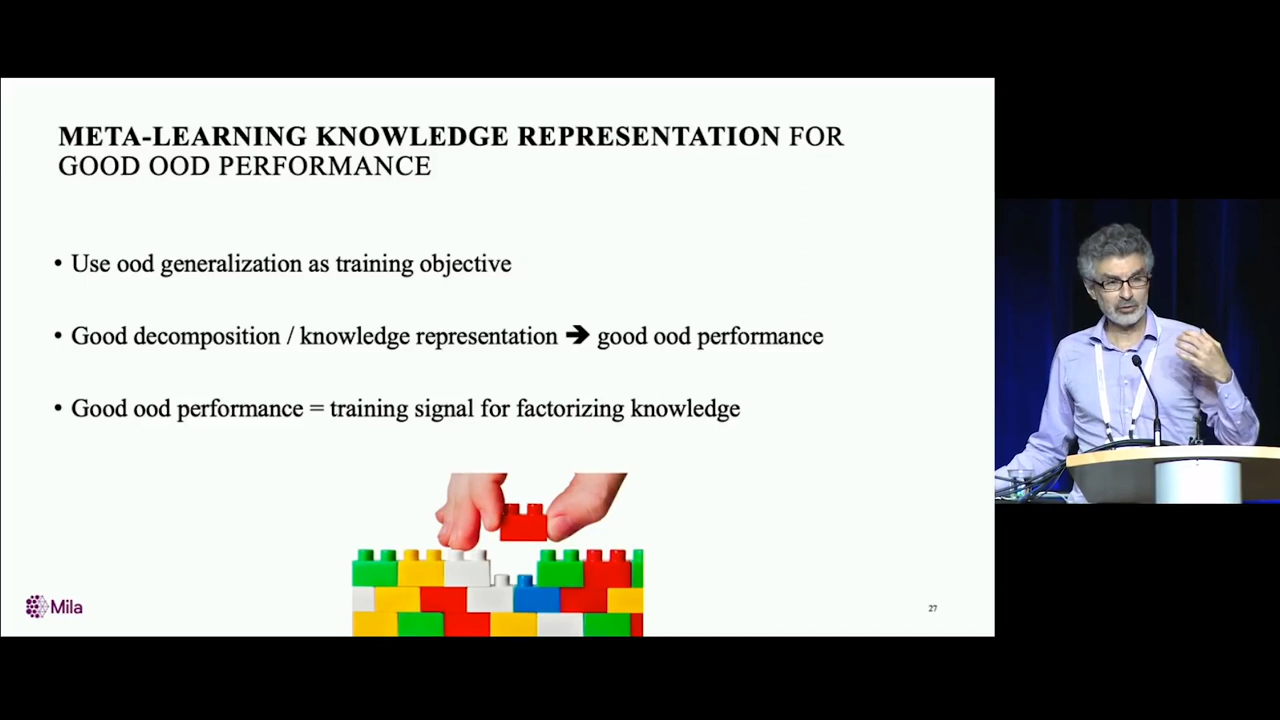 META-LEARNING KNOWLEDGE REPRESENTATION FOR
GOOD OOD PERFORMANCE
• Use ood generalization as training objective
• Good decomposition / knowledge representation ➔ good ood performance
• Good ood performance = training signal for factorizing knowledge
Mila
27